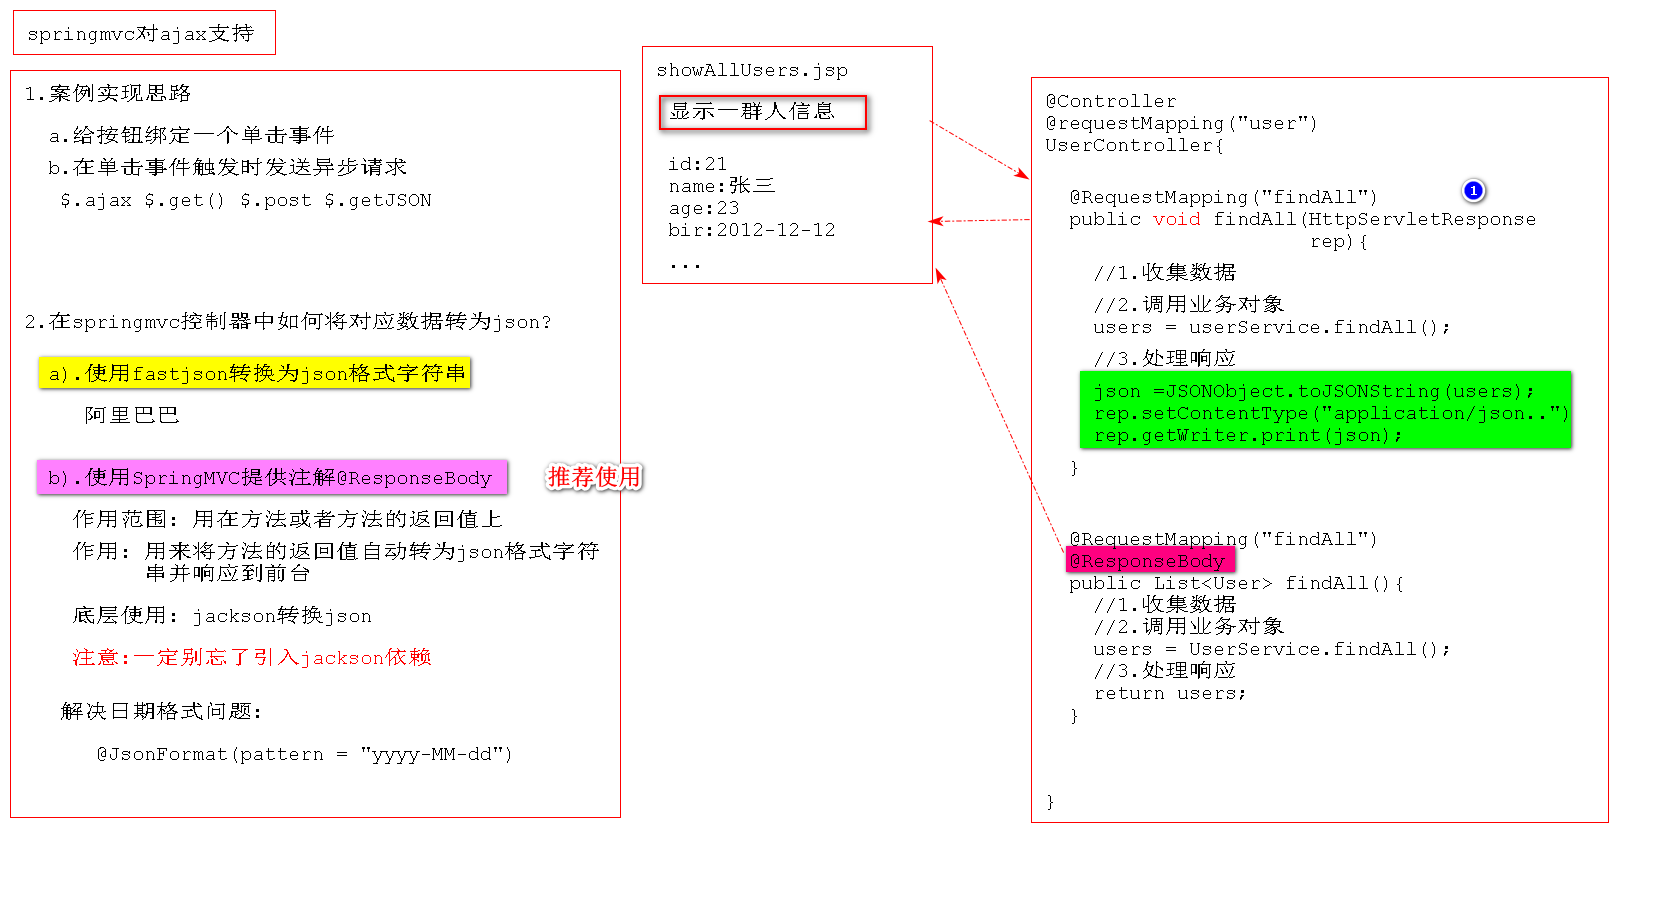 springmvc对ajax支持
1.案例实现思路
a.给按钮绑定一个单击事件
b.在单击事件触发时发送异步请求
$.ajax $.get() $.post $.getJSON
2.在springmvc控制器中如何将对应数据转为json?
a).使用fastjson转换为json格式字符串
阿里巴巴
b).使用SpringMVC提供注解@ResponseBody
推荐使用
作用范围: 用在方法或者方法的返回值上
作用: 用来将方法的返回值自动转为json格式字符
串并响应到前台
底层使用: jackson转换json
注意:一定别忘了引入jackson依赖
解决日期格式问题:
@JsonFormat(pattern = "yyyy-MM-dd")
showAllUsers.jsp
显示一群人信息
id:21
name:张三
age:23
bir:2012-12-12
...
@Controller
@requestMapping("user")
UserController{
1
@RequestMapping("findAll")
public void findAll(HttpServletResponse
rep){
//1.收集数据
//2.调用业务对象
users = userService.findAll();
//3.处理响应
json =JSONObject.toJSONString(users);
rep.setContentType("application/json..")
rep.getWriter.print(json);
}
@RequestMapping("findAll")
@ResponseBody
public List<User> findAll(){
//1.收集数据
//2.调用业务对象
users = UserService.findAll();
//3.处理响应
return users;
}
}